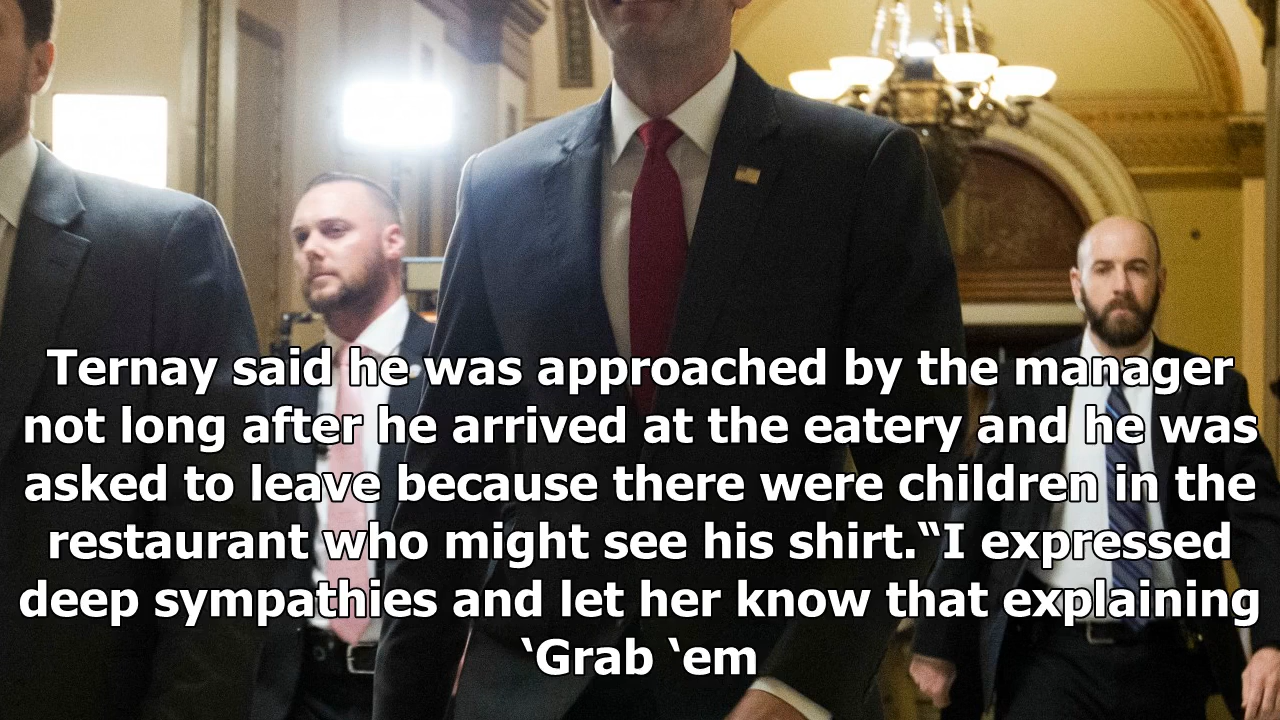 Ternay said he was approached by the manager
not long after he arrived at the eatery and he was
asked to leave because there were children in the
restaurant who might see his shirt.“I expressed
deep sympathies and let her know that explaining
‘Grab ‘em